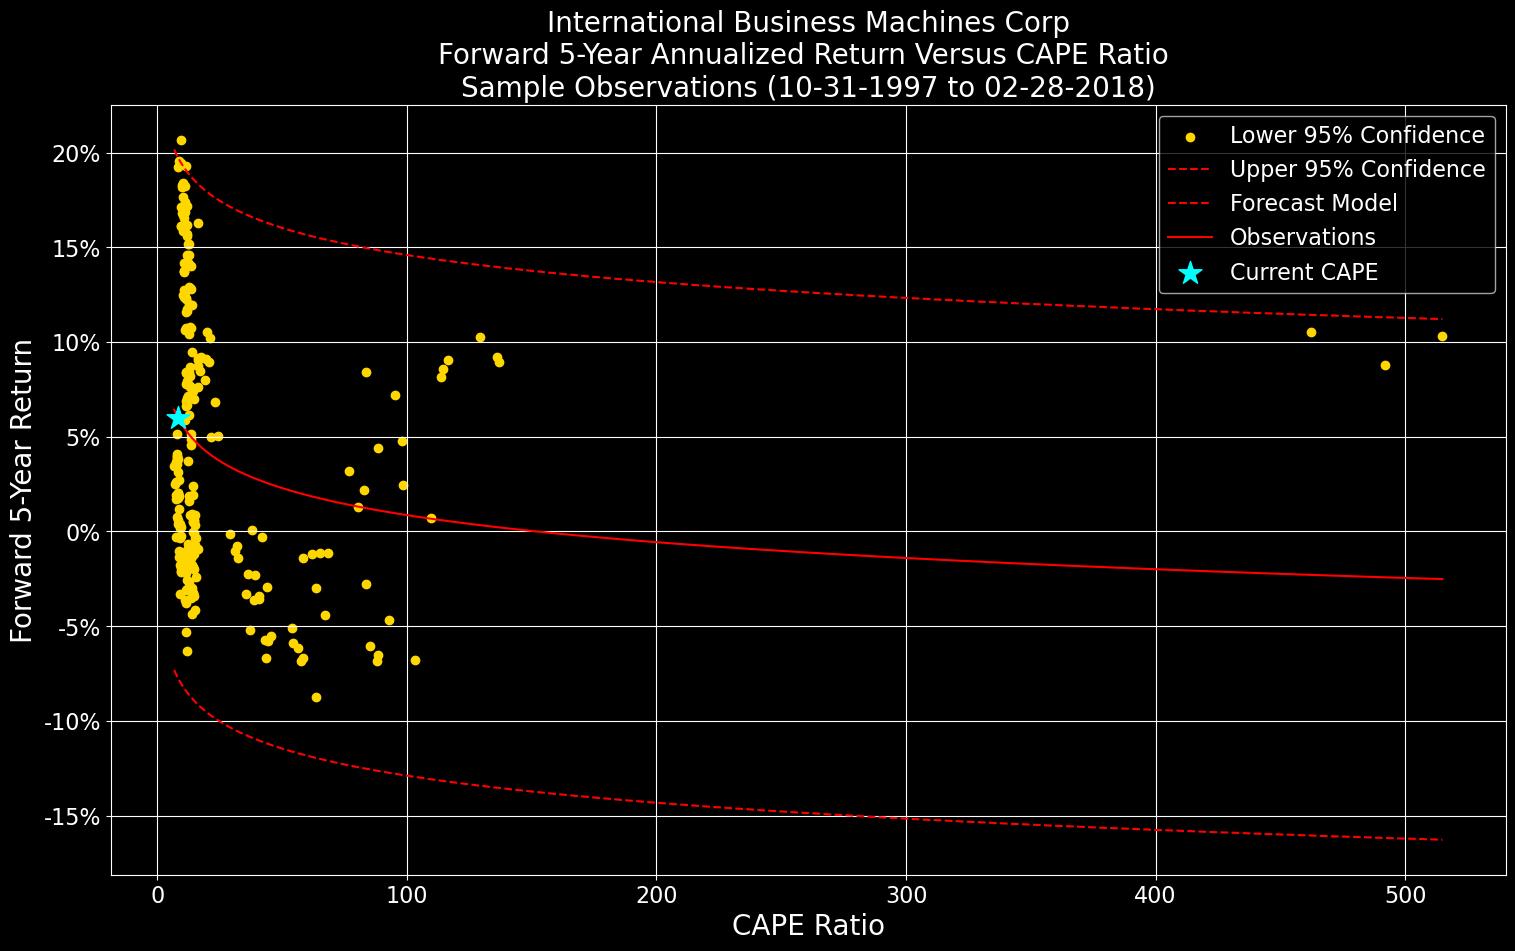 International Business Machines Corp
Forward 5-Year Annualized Return Versus CAPE Ratio
Sample Observations (10-31-1997 to 02-28-2018)
Lower 95% Confidence
Upper 95% Confidence
Forecast Model
Observations
Current CAPE
Forward 5-Year Return
20%
15%
10%
5%
0%
-5%
-10%
-15%
0 100 200 300 400 500
CAPE Ratio